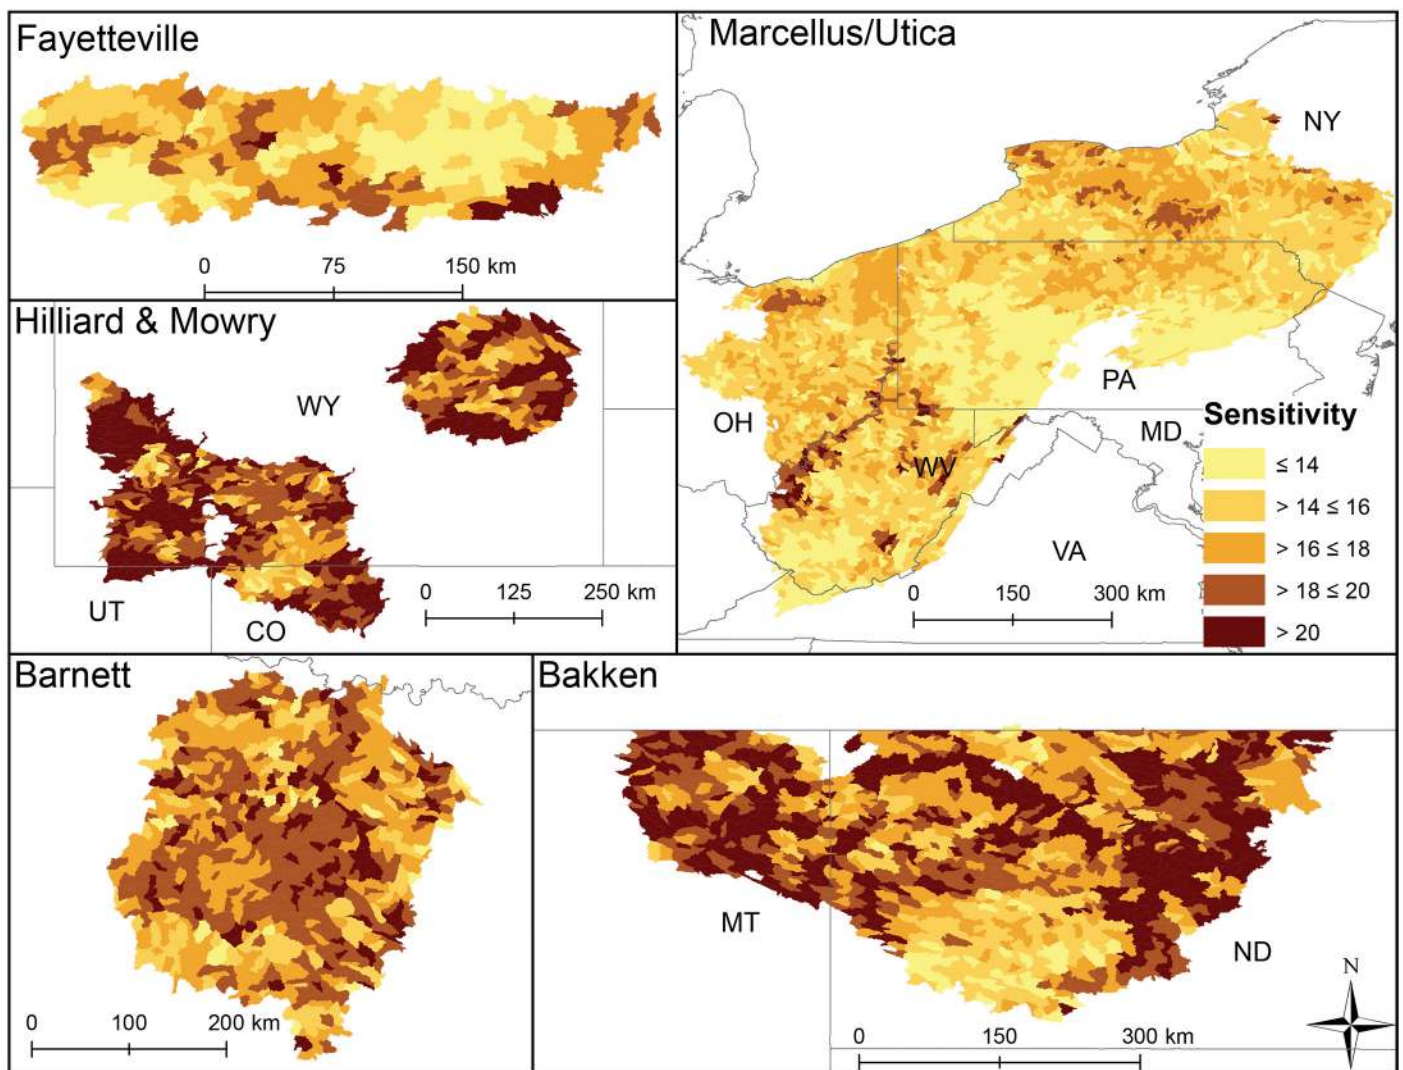 Fayetteville
0 75 150 km
Marcellus/Utica
NY
PA
OH
MD
WV
VA
0 150 300 km
Sensitivity
≤ 14
> 14 ≤ 16
> 16 ≤ 18
> 18 ≤ 20
> 20
Hilliard & Mowry
WY
UT
CO
0 125 250 km
Barnett
0 100 200 km
Bakken
MT
ND
N
0 150 300 km